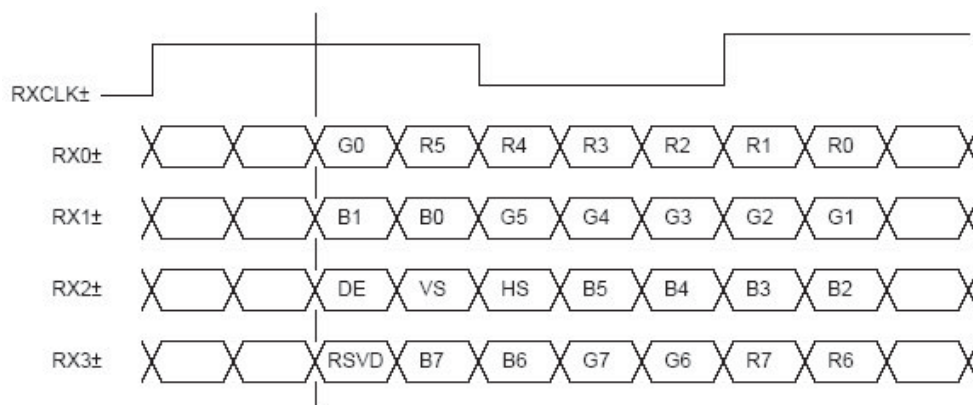 RXCLK±
RX0± G0 R5 R4 R3 R2 R1 R0
RX1± B1 B0 G5 G4 G3 G2 G1
RX2± DE VS HS B5 B4 B3 B2
RX3± RSVD B7 B6 G7 G6 R7 R6